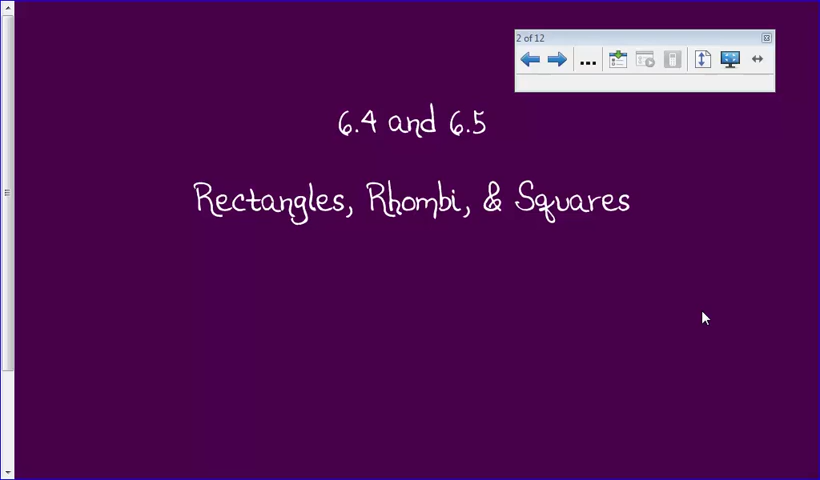 2 of 12
6.4 and 6.5
Rectangles, Rhombi, & Squares